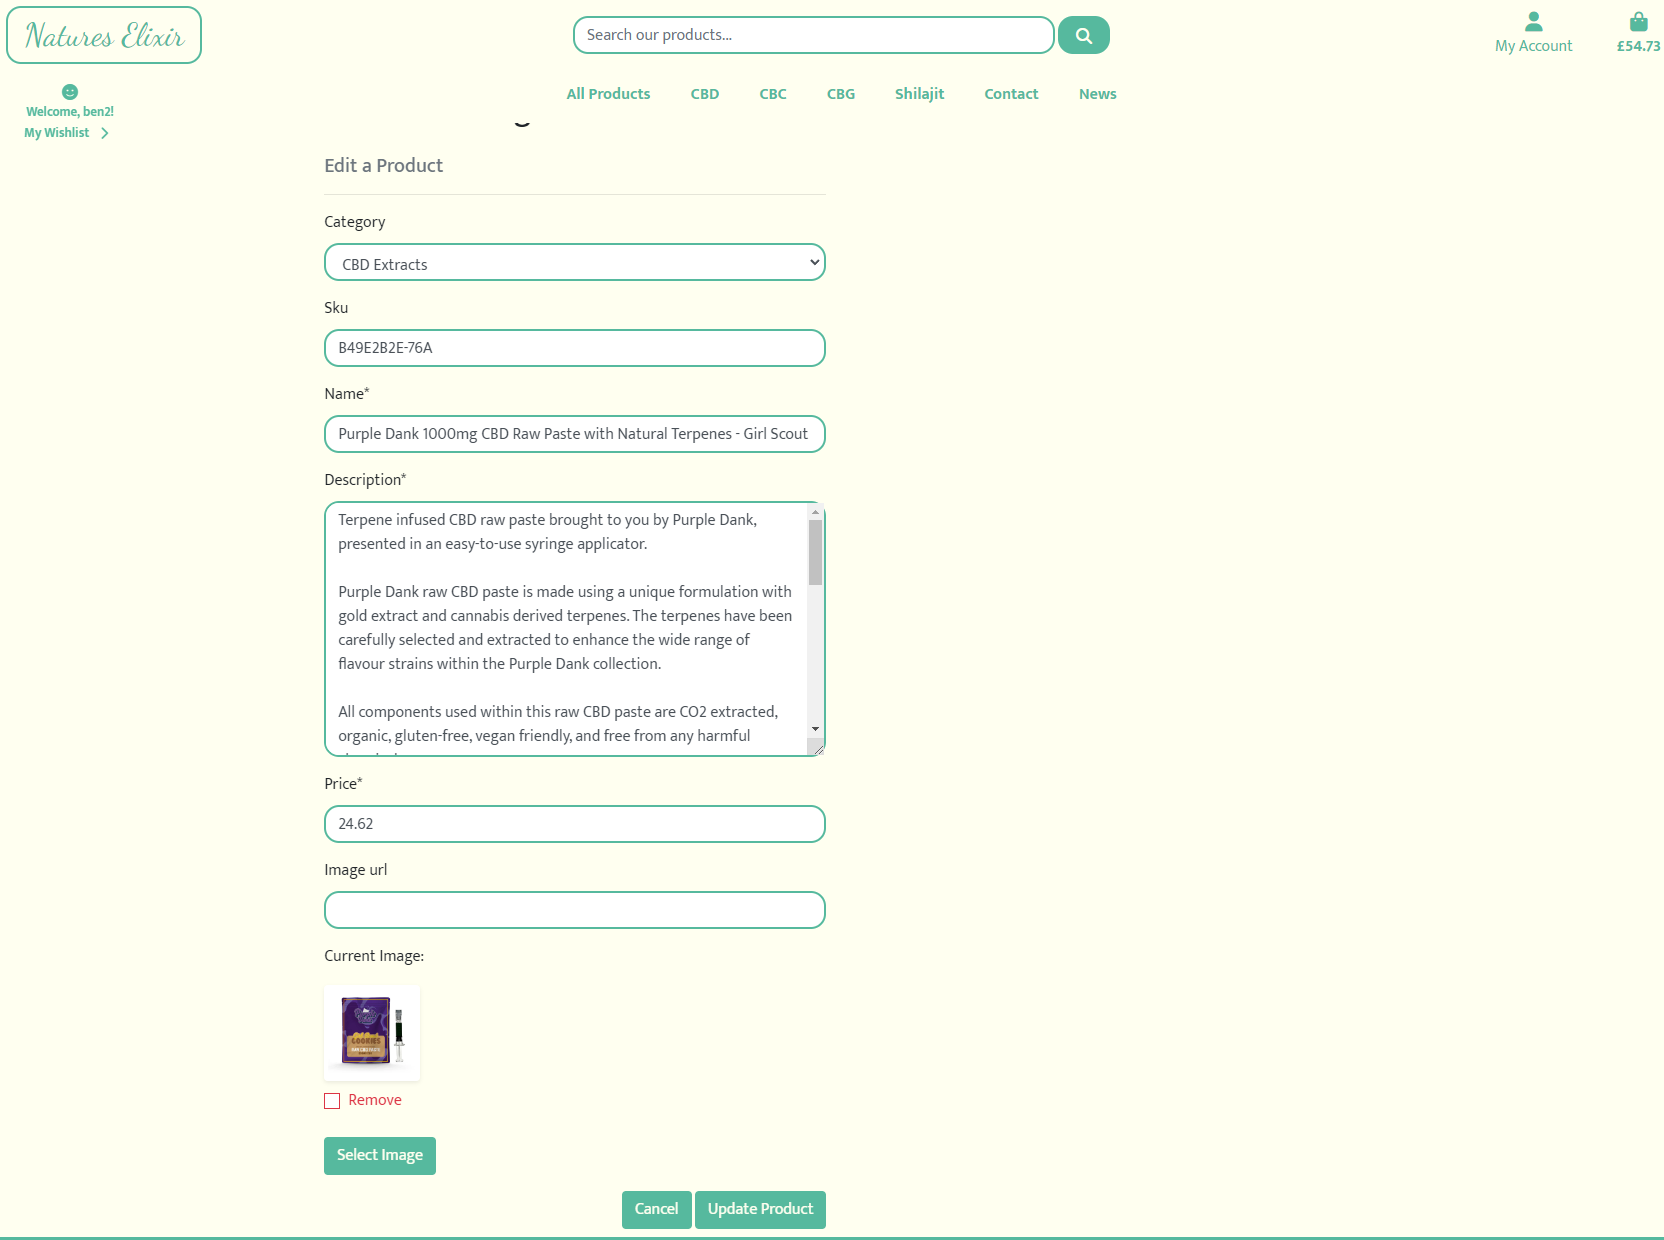 Natures Elixir
Search our products...
My Account
£54.73
Welcome, ben2!
My Wishlist
All Products
CBD
CBC
CBG
Shilajit
Contact
News
Edit a Product
Category
CBD Extracts
Sku
B49E2B2E-76A
Name*
Purple Dank 1000mg CBD Raw Paste with Natural Terpenes - Girl Scout
Description*
Terpene infused CBD raw paste brought to you by Purple Dank,
presented in an easy-to-use syringe applicator.
Purple Dank raw CBD paste is made using a unique formulation with
gold extract and cannabis derived terpenes. The terpenes have been
carefully selected and extracted to enhance the wide range of
flavour strains within the Purple Dank collection.
All components used within this raw CBD paste are CO2 extracted,
organic, gluten-free, vegan friendly, and free from any harmful
Price*
24.62
Image url
Current Image:
COOKIES
Remove
Select Image
Cancel
Update Product